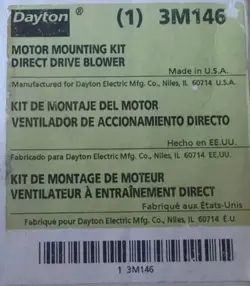 Dayton ® (1) 3M146
MOTOR MOUNTING KIT
DIRECT DRIVE BLOWER
Made in U.S.A.
Manufactured for Dayton Electric Mfg. Co., Niles, IL 60714 U.S.A.
KIT DE MONTAJE DEL MOTOR
VENTILADOR DE ACCIONAMIENTO DIRECTO
Hecho en EE.UU.
Fabricado para Dayton Electric Mfg. Co., Niles, IL 60714 EE.UU.
KIT DE MONTAGE DE MOTEUR
VENTILATEUR À ENTRAÎNEMENT DIRECT
Fabriqué aux États-Unis
Fabriqué pour Dayton Electric Mfg. Co., Niles, IL 60714 É.U.
1 3M146